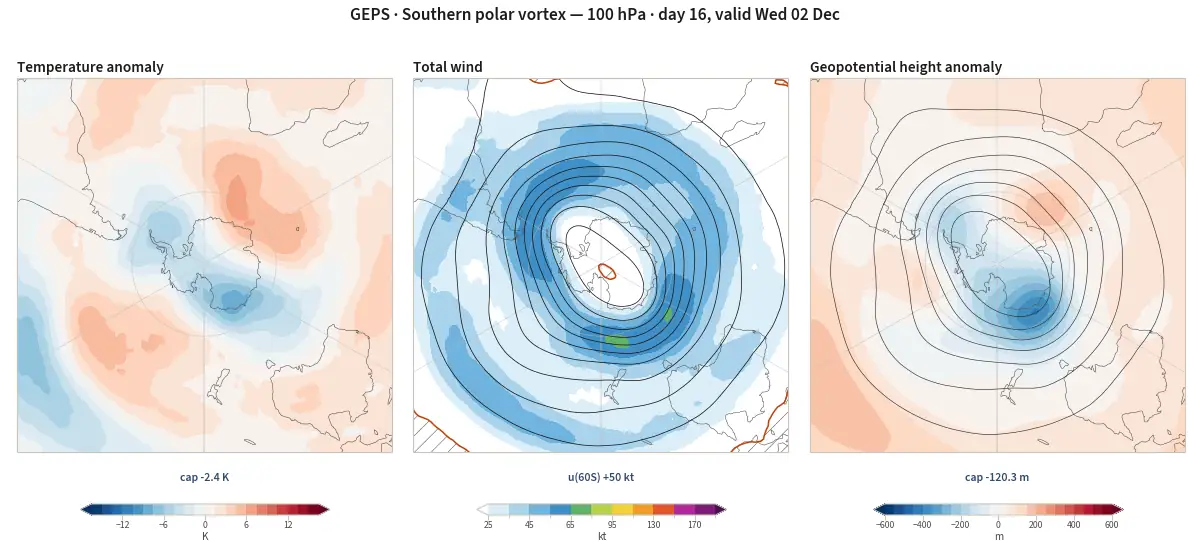 GEPS · Southern polar vortex — 100 hPa · day 16, valid Wed 02 Dec
Temperature anomaly
Total wind
Geopotential height anomaly
cap -2.4 K
u(60S) +50 kt
cap -120.3 m
−12 −6 0 6 12
K
25 45 65 95 130 170
kt
−600 −400 −200 0 200 400 600
m